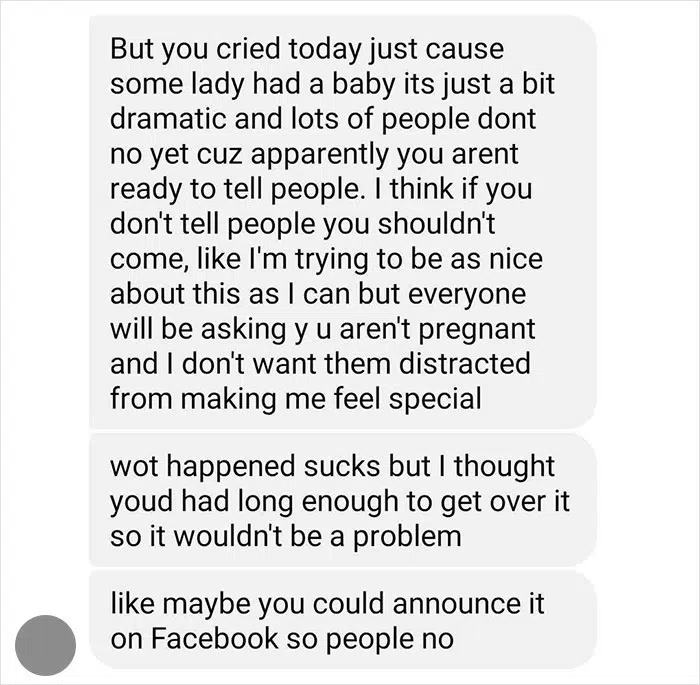 But you cried today just cause
some lady had a baby its just a bit
dramatic and lots of people dont
no yet cuz apparently you arent
ready to tell people. I think if you
don't tell people you shouldn't
come, like I'm trying to be as nice
about this as I can but everyone
will be asking y u aren't pregnant
and I don't want them distracted
from making me feel special
wot happened sucks but I thought
youd had long enough to get over it
so it wouldn't be a problem
like maybe you could announce it
on Facebook so people no